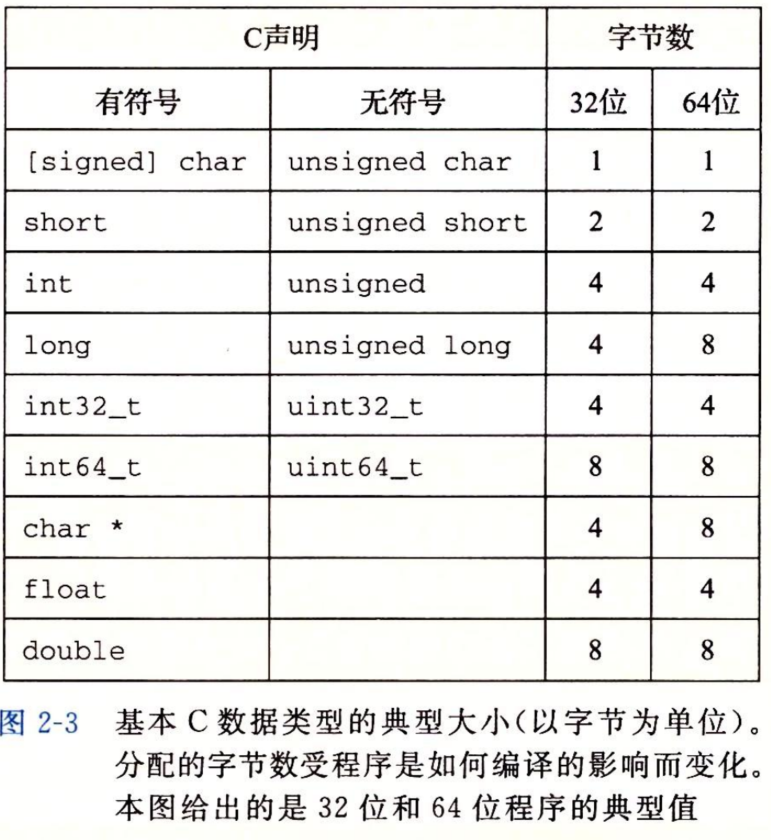 C声明 字节数
有符号 无符号 32位 64位
[signed] char unsigned char 1 1
short unsigned short 2 2
int unsigned 4 4
long unsigned long 4 8
int32_t uint32_t 4 4
int64_t uint64_t 8 8
char * 4 8
float 4 4
double 8 8
图 2-3 基本 C 数据类型的典型大小(以字节为单位)。
分配的字节数受程序是如何编译的影响而变化。
本图给出的是 32 位和 64 位程序的典型值